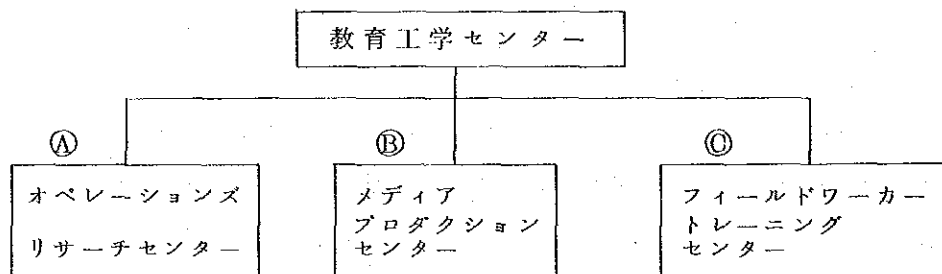 教育工学センター
Ⓐ
Ⓑ
Ⓒ
オペレーションズ
リサーチセンター
メディア
プロダクション
センター
フィールドワーカー
トレーニング
センター